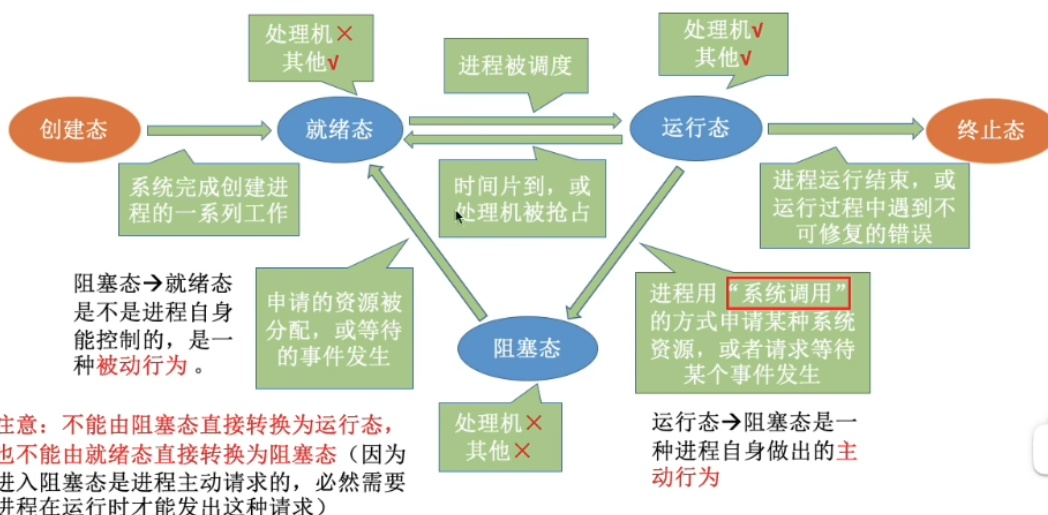 处理机×
其他√
处理机√
其他√
进程被调度
创建态
就绪态
运行态
终止态
系统完成创建进
程的一系列工作
时间片到，或
处理机被抢占
进程运行结束，或
运行过程中遇到不
可修复的错误
阻塞态→就绪态
是不是进程自身
能控制的，是一
种被动行为。
申请的资源被
分配，或等待
的事件发生
进程用“系统调用”
的方式申请某种系统
资源，或者请求等待
某个事件发生
阻塞态
处理机×
其他×
运行态→阻塞态是一
种进程自身做出的主
动行为
注意：不能由阻塞态直接转换为运行态，
也不能由就绪态直接转换为阻塞态（因为
进入阻塞态是进程主动请求的，必然需要
进程在运行时才能发出这种请求）